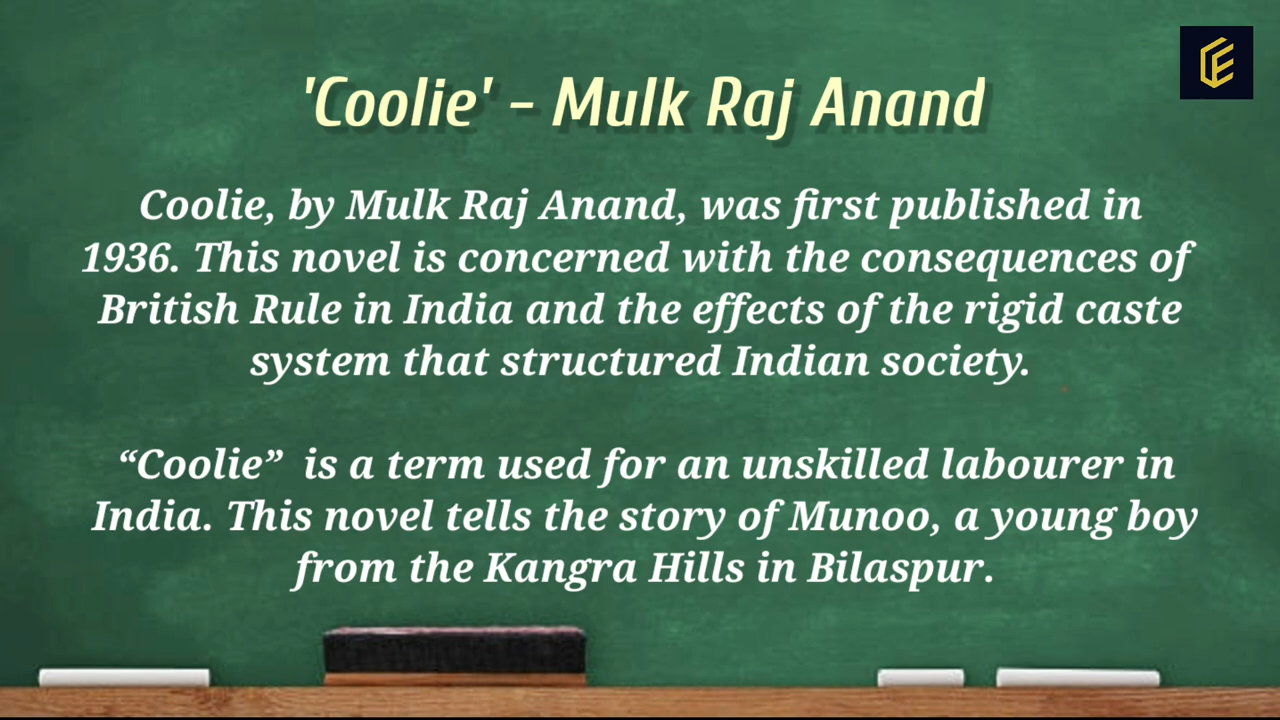 'Coolie' - Mulk Raj Anand
Coolie, by Mulk Raj Anand, was first published in
1936. This novel is concerned with the consequences of
British Rule in India and the effects of the rigid caste
system that structured Indian society.
“Coolie”  is a term used for an unskilled labourer in
India. This novel tells the story of Munoo, a young boy
from the Kangra Hills in Bilaspur.